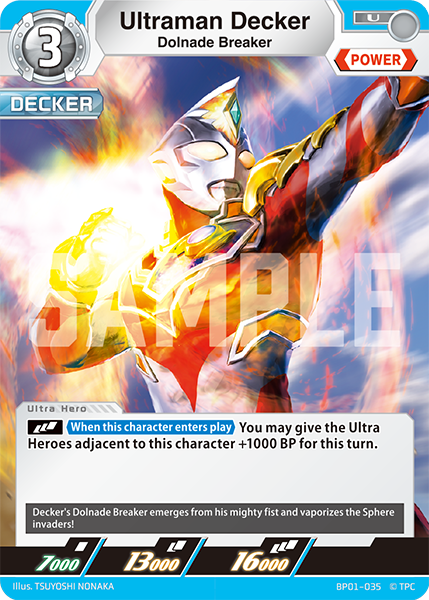 3
Ultraman Decker
Dolnade Breaker
U
POWER
DECKER
SAMPLE
Ultra Hero
When this character enters play You may give the Ultra
Heroes adjacent to this character +1000 BP for this turn.
Decker's Dolnade Breaker emerges from his mighty fist and vaporizes the Sphere
invaders!
7000 13000 16000
Illus. TSUYOSHI NONAKA BP01-035 © TPC